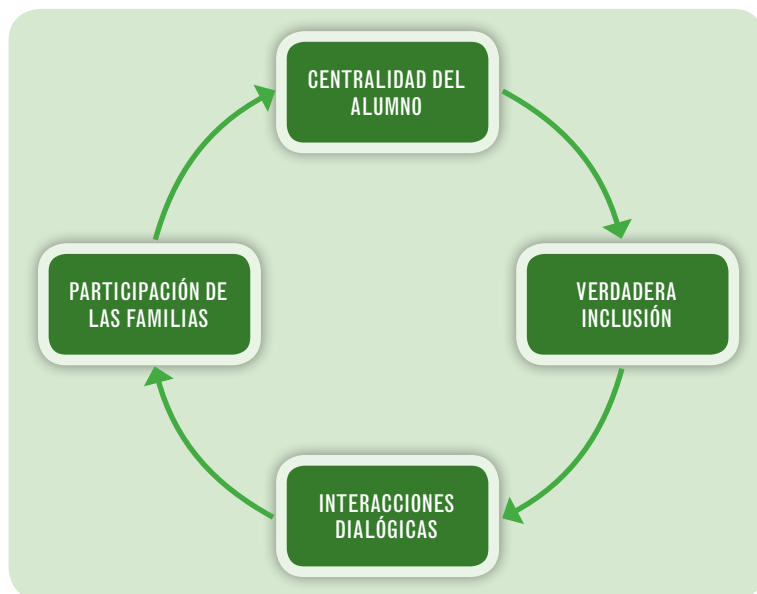 CENTRALIDAD DEL
ALUMNO
PARTICIPACIÓN DE
LAS FAMILIAS
VERDADERA
INCLUSIÓN
INTERACCIONES
DIALÓGICAS